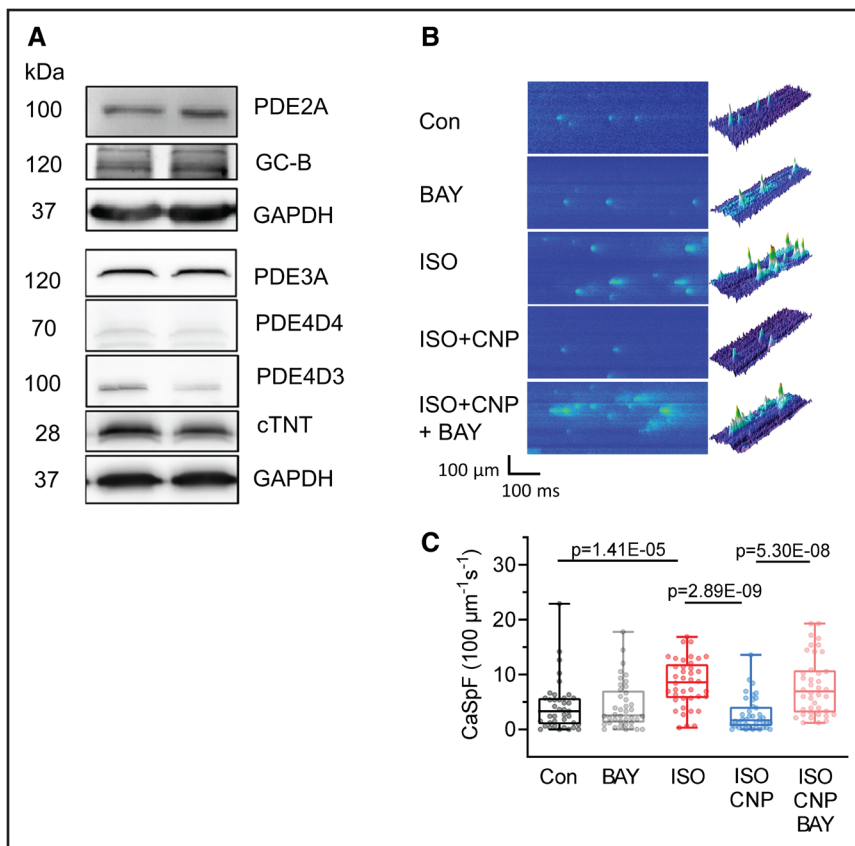 A
kDa
100 PDE2A
120 GC-B
37 GAPDH
120 PDE3A
70 PDE4D4
100 PDE4D3
28 cTNT
37 GAPDH
B
Con
BAY
ISO
ISO+CNP
ISO+CNP
+ BAY
100 µm
100 ms
C
p=1.41E-05
p=5.30E-08
p=2.89E-09
CaSpF (100 µm⁻¹s⁻¹)
30
20
10
0
Con BAY ISO ISO ISO
CNP CNP
BAY